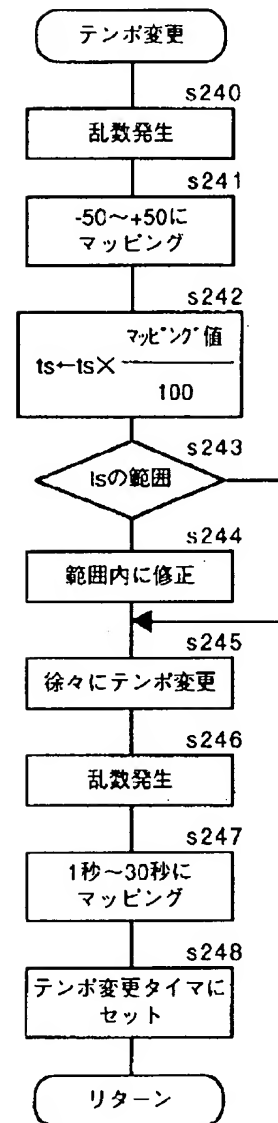 テンポ変更
s240
乱数発生
s241
-50～+50に
マッピング
s242
ts←ts×
マッピング値
100
s243
tsの範囲
s244
範囲内に修正
s245
徐々にテンポ変更
s246
乱数発生
s247
1秒～30秒に
マッピング
s248
テンポ変更タイマに
セット
リターン